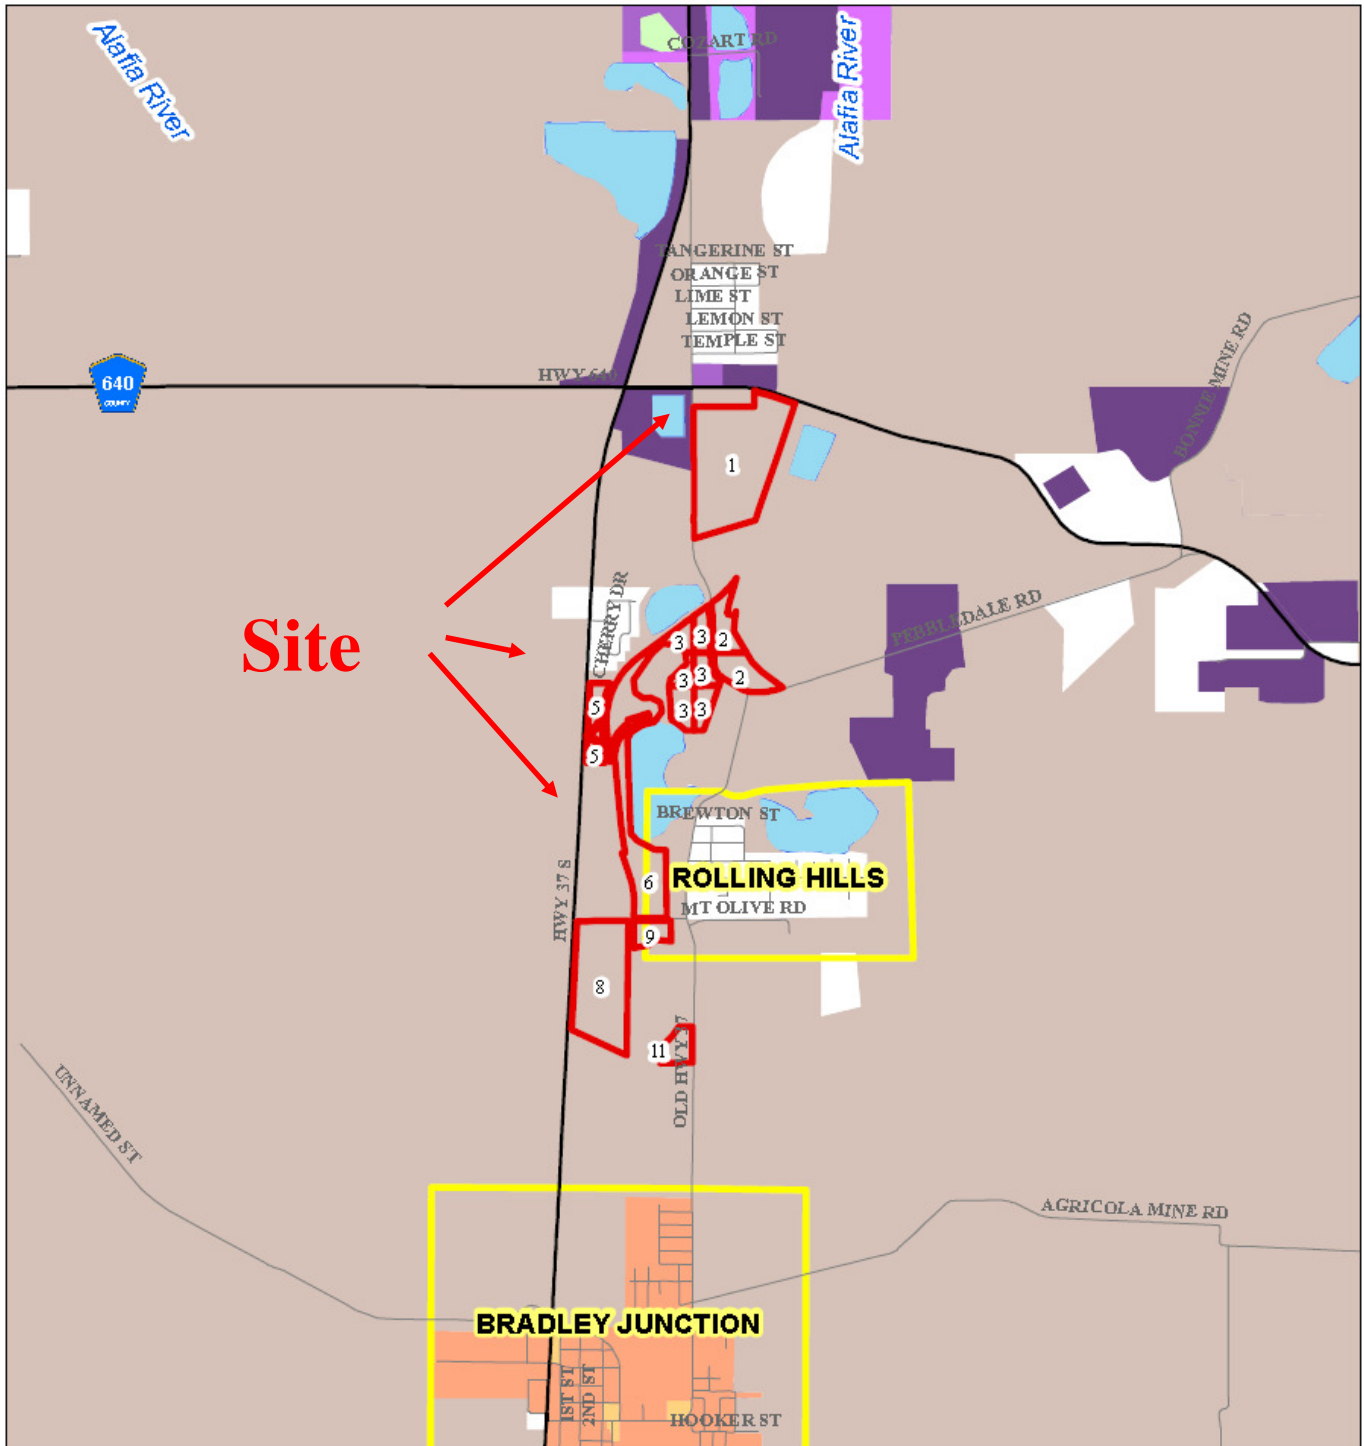 Alafia River
COZART RD
Alafia River
TANGERINE ST
ORANGE ST
LIME ST
LEMON ST
TEMPLE ST
HWY 640
640
COUNTY
BONNIE MINE RD
1
CHERRY DR
PEBBLEDALE RD
Site
3
3
2
3
3
2
3
3
5
5
BREWTON ST
ROLLING HILLS
6
MT OLIVE RD
HWY 37 S
9
8
11
OLD HWY 37
UNNAMED ST
AGRICOLA MINE RD
BRADLEY JUNCTION
1ST ST
2ND ST
HOOKER ST